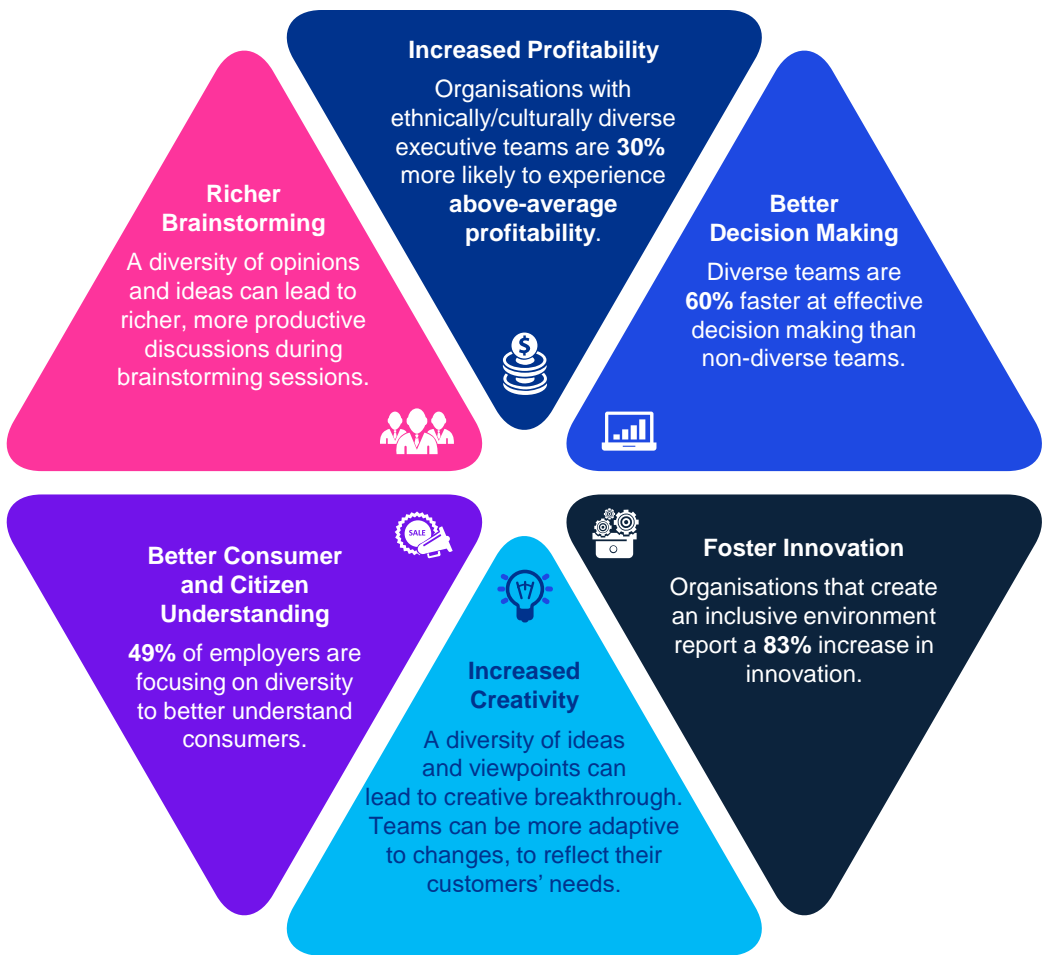 Increased Profitability
Organisations with
ethnically/culturally diverse
executive teams are 30%
more likely to experience
above-average
profitability.
$
Richer
Brainstorming
A diversity of opinions
and ideas can lead to
richer, more productive
discussions during
brainstorming sessions.
Better
Decision Making
Diverse teams are
60% faster at effective
decision making than
non-diverse teams.
SALE
Better Consumer
and Citizen
Understanding
49% of employers are
focusing on diversity
to better understand
consumers.
Increased
Creativity
A diversity of ideas
and viewpoints can
lead to creative breakthrough.
Teams can be more adaptive
to changes, to reflect their
customers’ needs.
Foster Innovation
Organisations that create
an inclusive environment
report a 83% increase in
innovation.